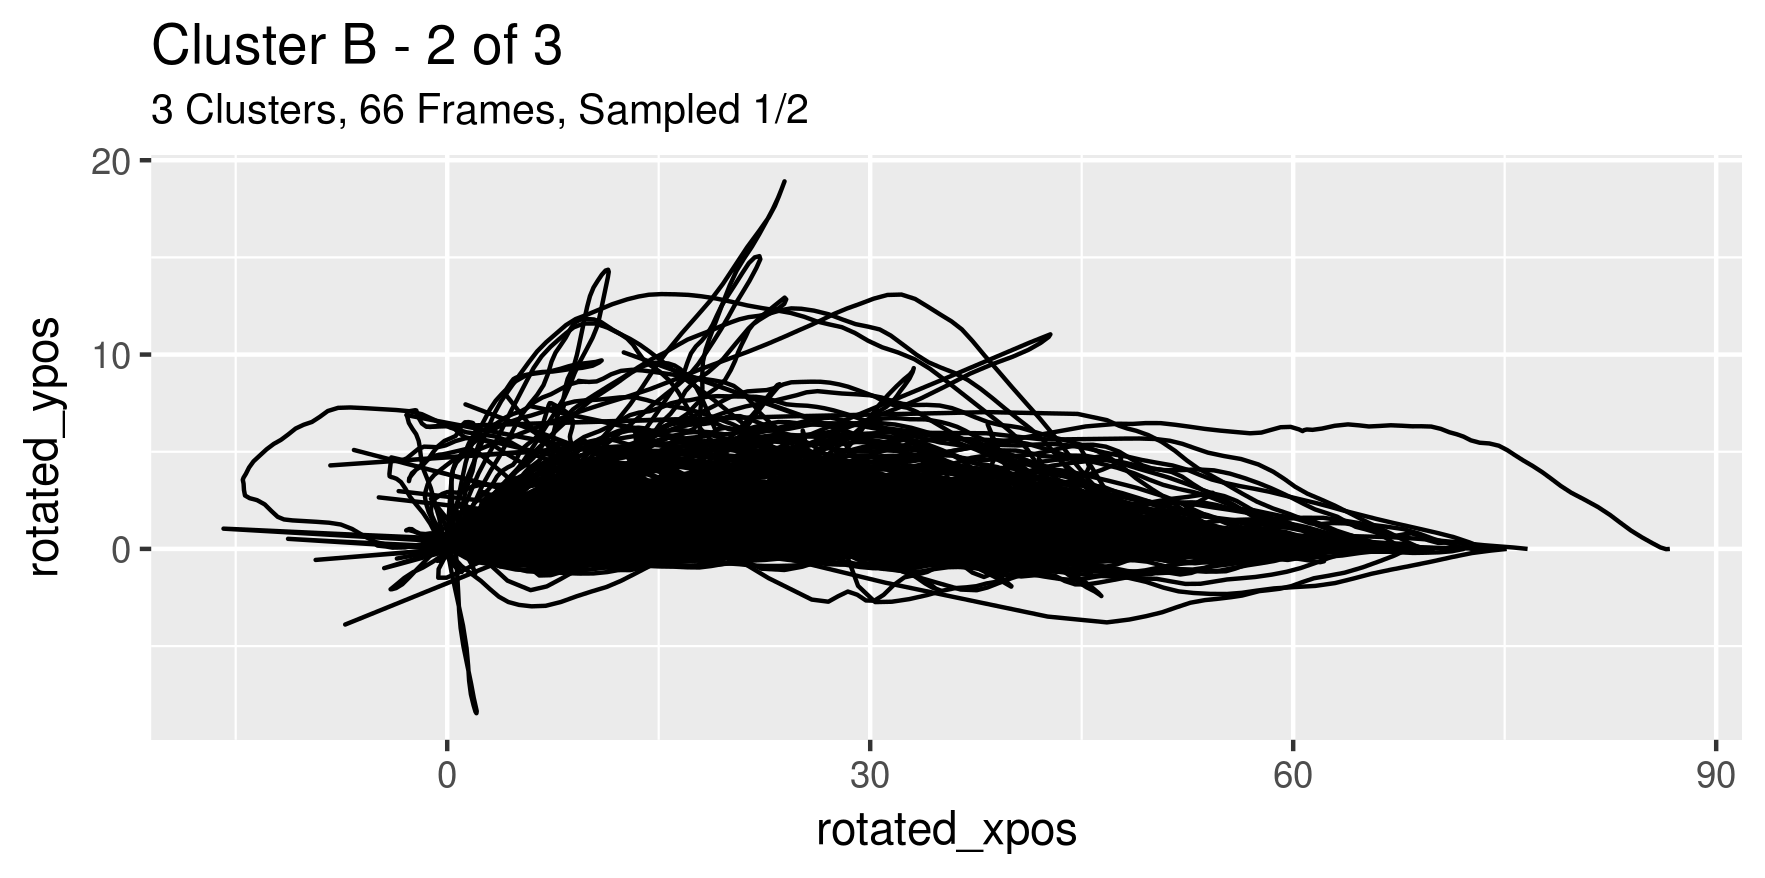 Cluster B - 2 of 3
3 Clusters, 66 Frames, Sampled 1/2
20
10
0
rotated_ypos
0 30 60 90
rotated_xpos